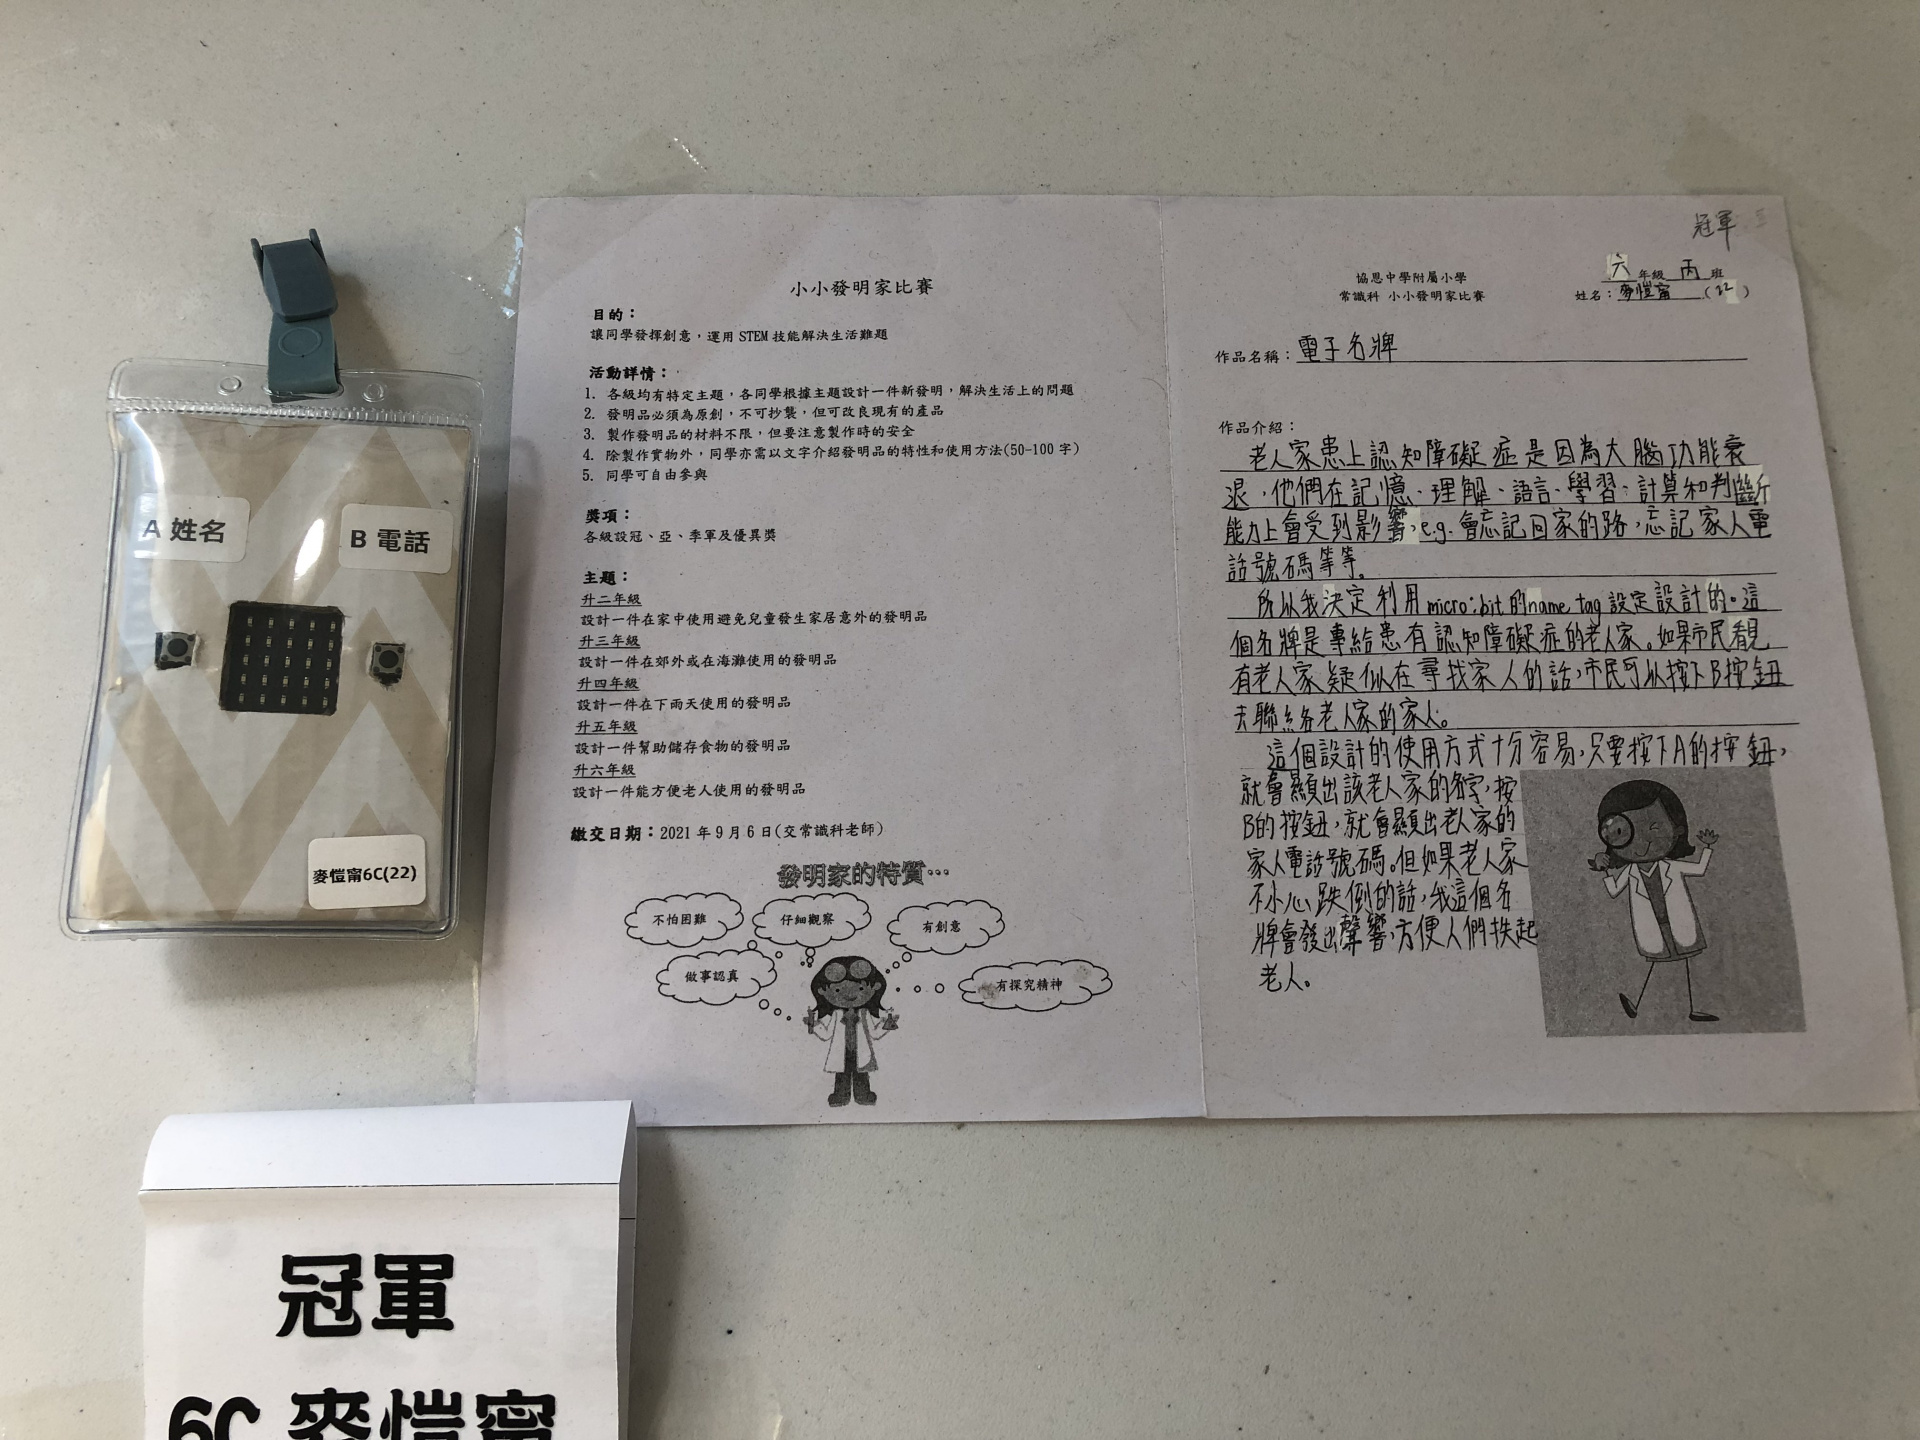 A 姓名
B 電話
麥愷甯6C(22)
小小發明家比賽
目的：
讓同學發揮創意，運用 STEM 技能解決生活難題
活動詳情：
1. 各級均有特定主題，各同學根據主題設計一件新發明，解決生活上的問題
2. 發明品必須為原創，不可抄襲，但可改良現有的產品
3. 製作發明品的材料不限，但要注意製作時的安全
4. 除製作實物外，同學亦需以文字介紹發明品的特性和使用方法(50-100 字)
5. 同學可自由參與
獎項：
各級設冠、亞、季軍及優異獎
主題：
升二年級
設計一件在家中使用避免兒童發生家居意外的發明品
升三年級
設計一件在郊外或在海灘使用的發明品
升四年級
設計一件在下雨天使用的發明品
升五年級
設計一件幫助儲存食物的發明品
升六年級
設計一件能方便老人使用的發明品
繳交日期：2021 年 9 月 6 日(交常識科老師)
發明家的特質…
不怕困難
仔細觀察
有創意
做事認真
有探究精神
冠軍
協恩中學附屬小學
常識科 小小發明家比賽
六 年級 丙 班
姓名：麥愷甯 (22)
作品名稱：電子名牌
作品介紹：
老人家患上認知障礙症是因為大腦功能衰
退，他們在記憶、理解、語言、學習、計算和判斷
能力上會受到影響，e.g. 會忘記回家的路，忘記家人電
話號碼等等。
所以我決定利用micro:bit 的name tag 設定設計的。這
個名牌是專給患有認知障礙症的老人家。如果市民看見
有老人家疑似在尋找家人的話，市民可以按下B按鈕
去聯絡老人家的家人。
這個設計的使用方式十分容易，只要按下A的按鈕，
就會顯出該老人家的名字，按
B的按鈕，就會顯出老人家的
家人電話號碼。但如果老人家
不小心跌倒的話，我這個名
牌會發出聲響，方便人們扶起
老人。
冠軍
6C 麥愷甯